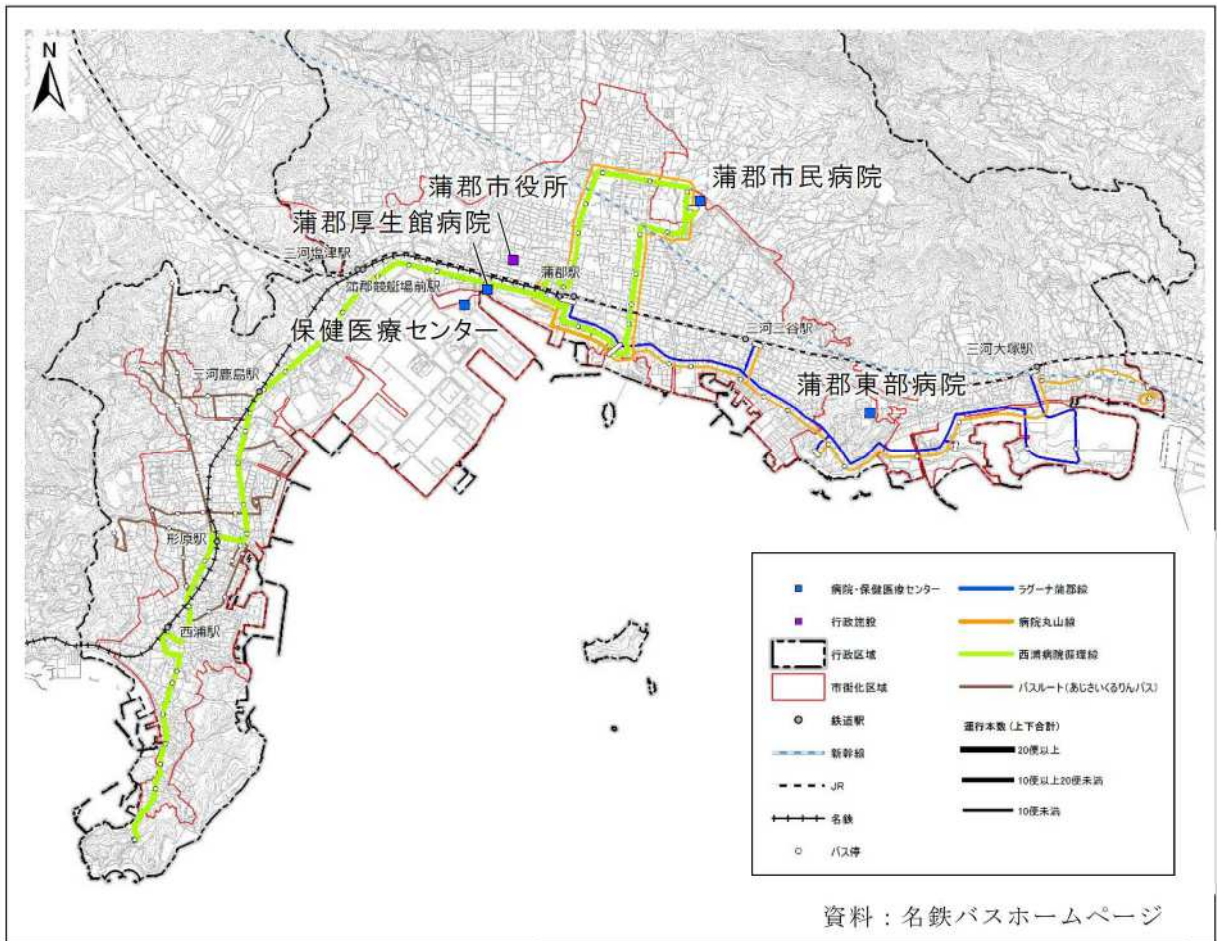 N
蒲郡市民病院
蒲郡市役所
蒲郡厚生館病院
三河塩津駅
蒲郡駅
蒲郡競艇場前駅
保健医療センター
三河三谷駅
三河大塚駅
三河鹿島駅
蒲郡東部病院
形原駅
西浦駅
病院・保健医療センター
ラグーナ蒲郡線
行政施設
病院丸山線
行政区域
西浦病院循環線
市街化区域
バスルート(あじさいくるりんバス)
鉄道駅
運行本数(上下合計)
新幹線
20便以上
JR
10便以上20便未満
名鉄
10便未満
バス停
資料：名鉄バスホームページ